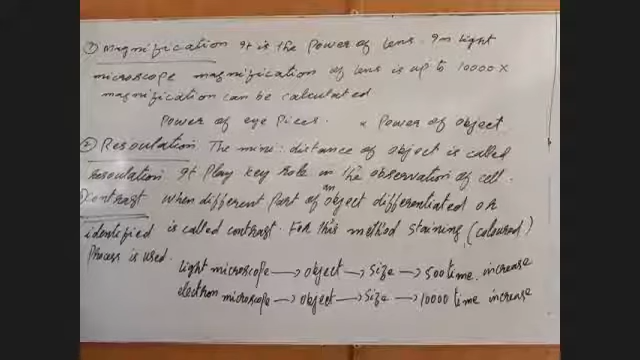 ① Magnification It is the Power of lens. In light
microscope magnification of lens is up to 10000 X
magnification can be calculated
Power of eye Pieces. x Power of object
② Resoulation The mini: distance of object is called
Resoulation It Play key role in the observation of cell.
Contrast when different Part of an object differentiated or
identified is called contrast. For this method staining (coloured)
Process is used.
light microscope → object → Size → 500 time increase
electron microscope → object → Size → 10000 time increase